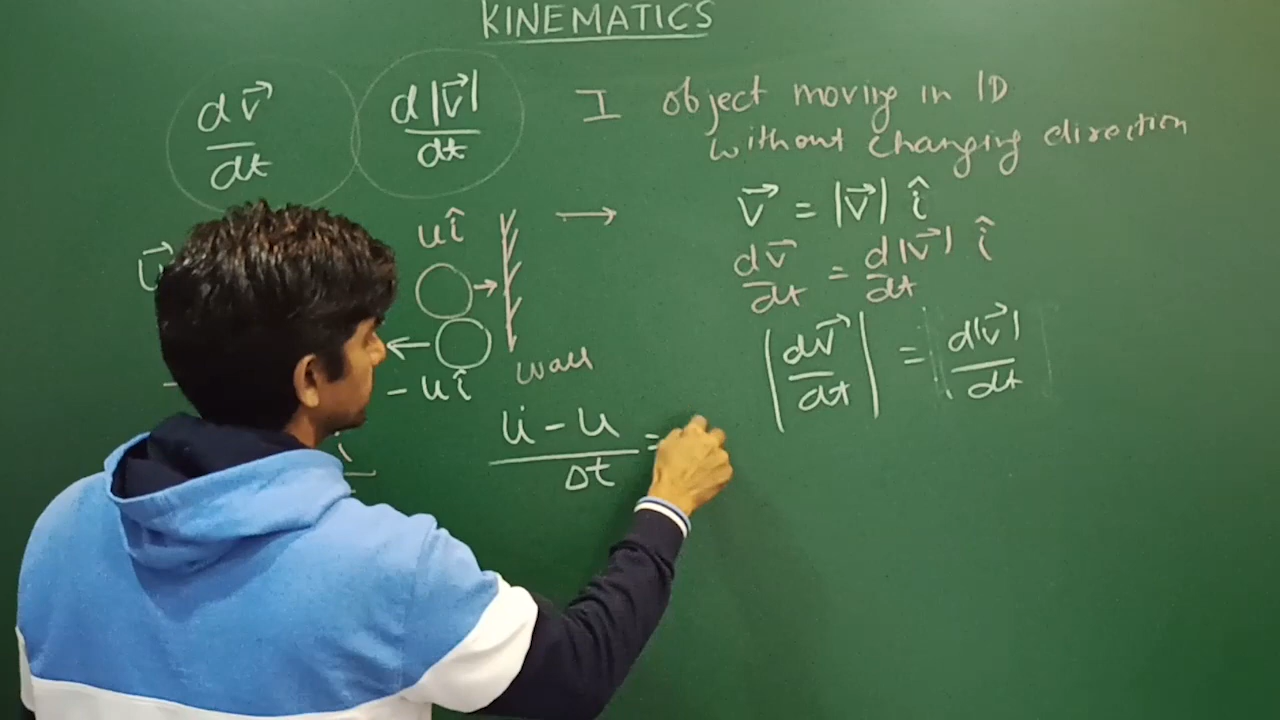 KINEMATICS
dv⃗/dt
d|v⃗|/dt
I object moving in 1D
without changing direction
v⃗ = |v⃗| î
dv⃗/dt = d|v⃗|/dt î
|dv⃗/dt| = |d|v⃗|/dt
uî
wall
-uî
u - u/Δt =